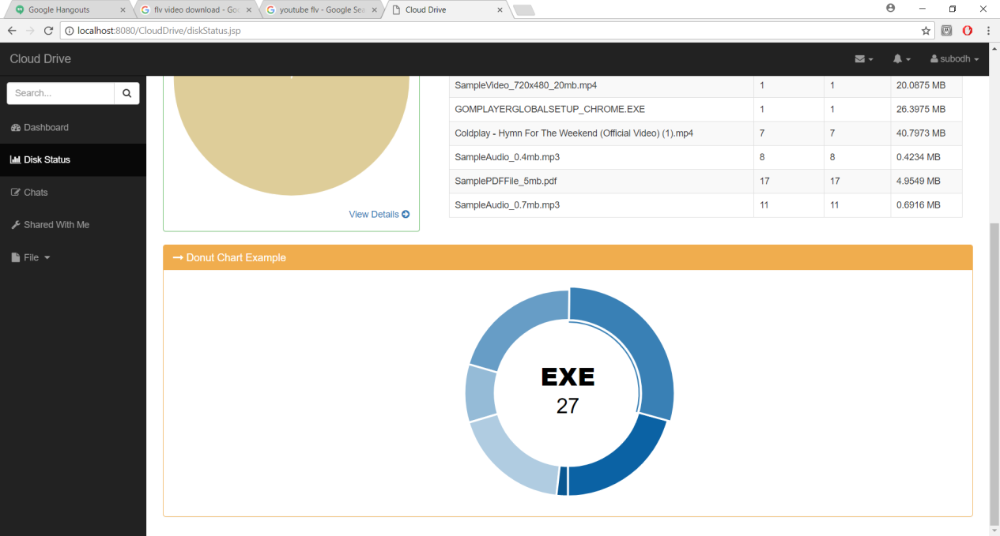 Google Hangouts
flv video download - Goo
youtube flv - Google Sea
Cloud Drive
localhost:8080/CloudDrive/diskStatus.jsp
Cloud Drive
subodh
Search...
Dashboard
Disk Status
Chats
Shared With Me
File
SampleVideo_720x480_20mb.mp4 1 1 20.0875 MB
GOMPLAYERGLOBALSETUP_CHROME.EXE 1 1 26.3975 MB
Coldplay - Hymn For The Weekend (Official Video) (1).mp4 7 7 40.7973 MB
SampleAudio_0.4mb.mp3 8 8 0.4234 MB
SamplePDFFile_5mb.pdf 17 17 4.9549 MB
SampleAudio_0.7mb.mp3 11 11 0.6916 MB
View Details
Donut Chart Example
EXE
27